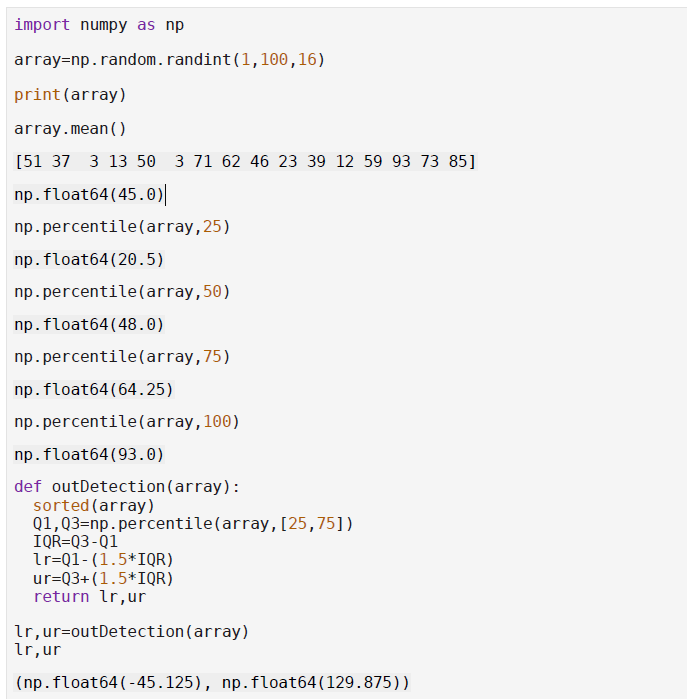 import numpy as np
array=np.random.randint(1,100,16)
print(array)
array.mean()
[51 37  3 13 50  3 71 62 46 23 39 12 59 93 73 85]
np.float64(45.0)
np.percentile(array,25)
np.float64(20.5)
np.percentile(array,50)
np.float64(48.0)
np.percentile(array,75)
np.float64(64.25)
np.percentile(array,100)
np.float64(93.0)
def outDetection(array):
  sorted(array)
  Q1,Q3=np.percentile(array,[25,75])
  IQR=Q3-Q1
  lr=Q1-(1.5*IQR)
  ur=Q3+(1.5*IQR)
  return lr,ur
lr,ur=outDetection(array)
lr,ur
(np.float64(-45.125), np.float64(129.875))